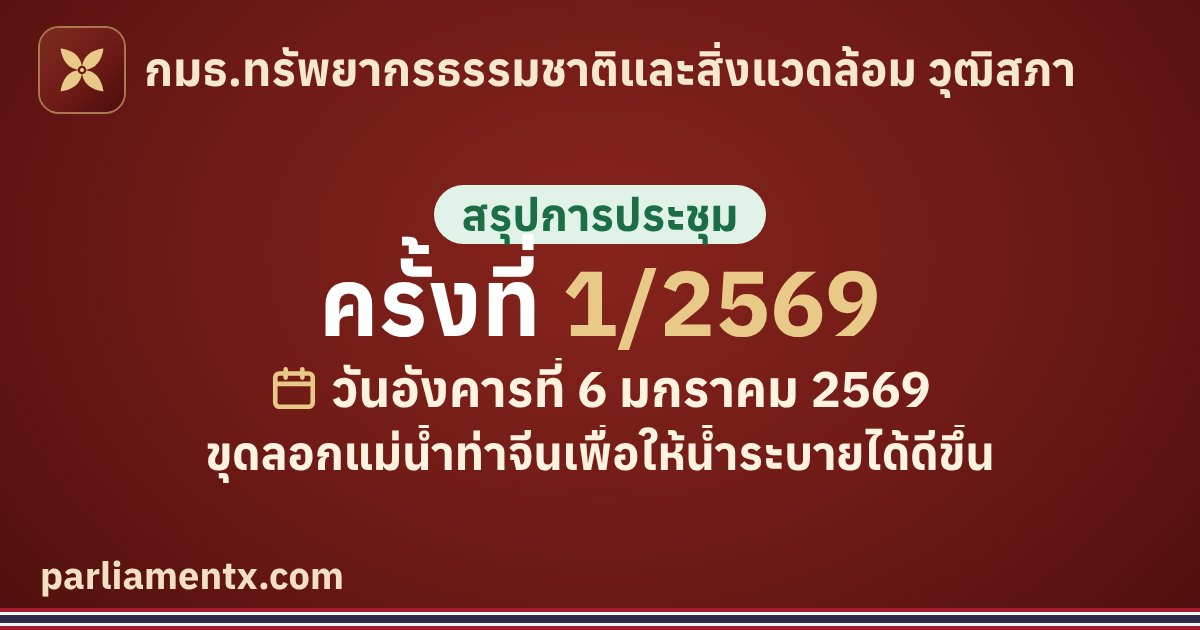 กมธ.ทรัพยากรธรรมชาติและสิ่งแวดล้อม วุฒิสภา
สรุปการประชุม
ครั้งที่ 1/2569
วันอังคารที่ 6 มกราคม 2569
ขุดลอกแม่น้ำท่าจีนเพื่อให้น้ำระบายได้ดีขึ้น
parliamentx.com